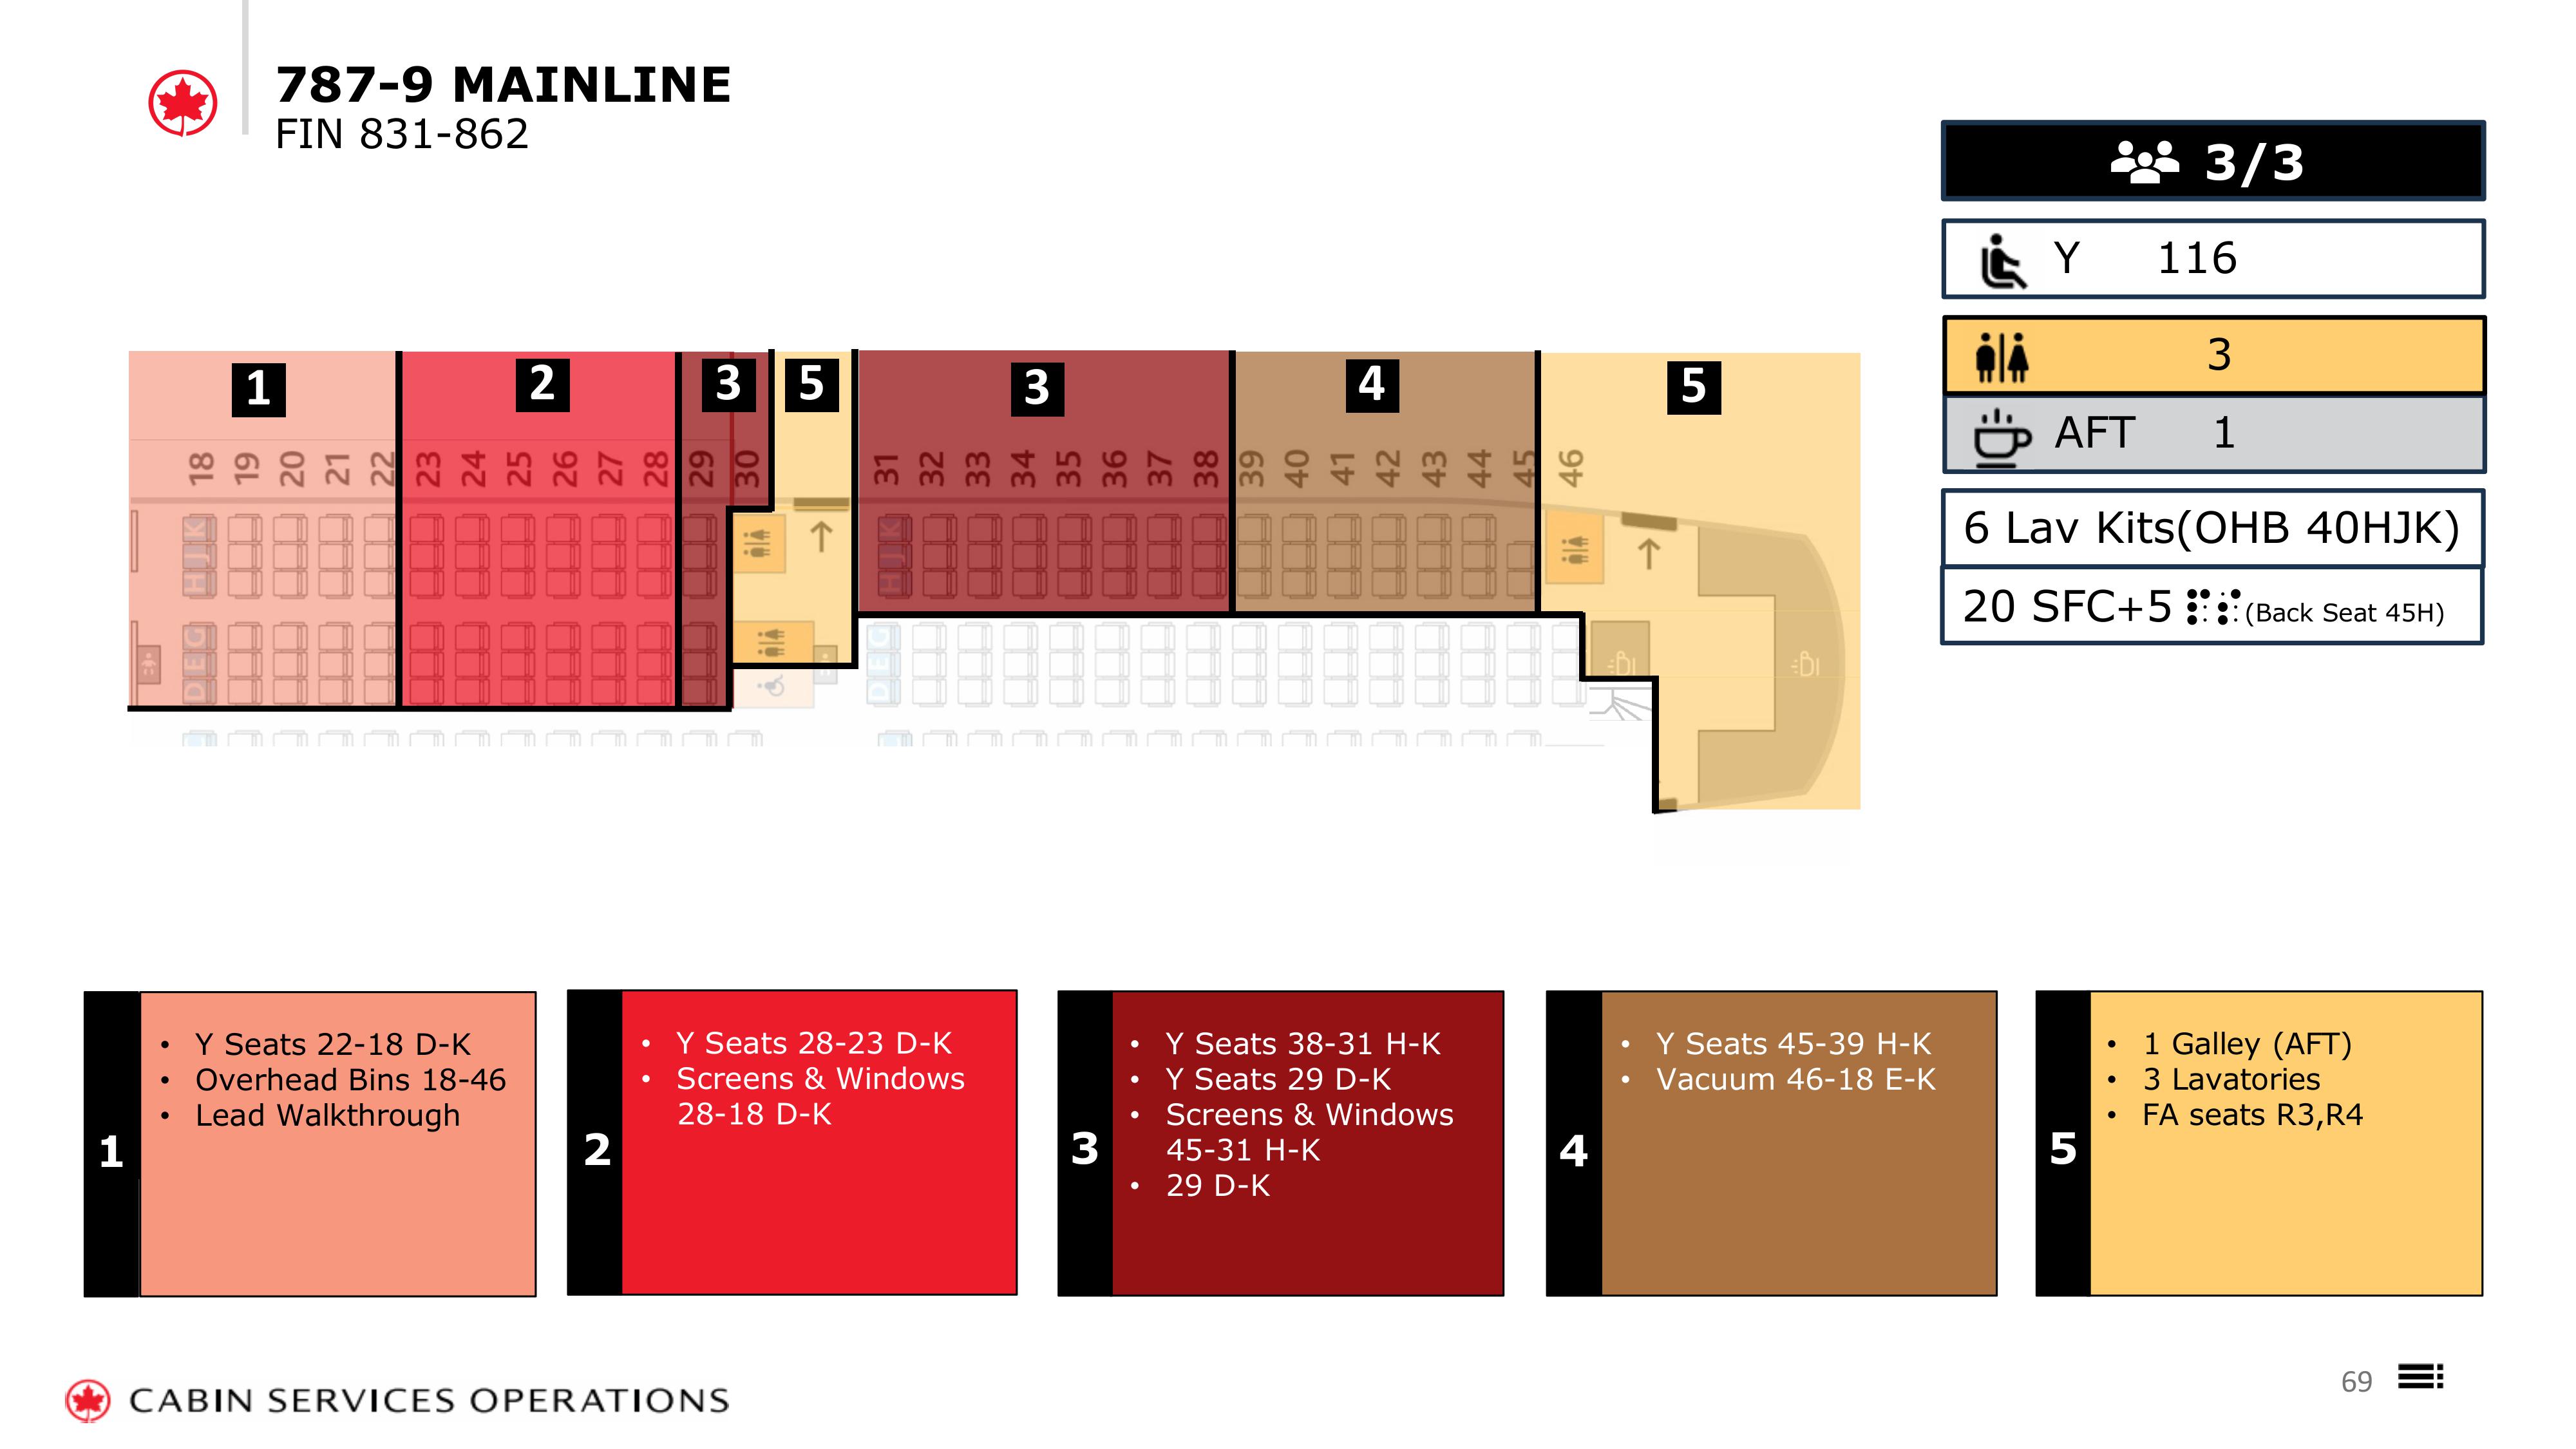 787-9 MAINLINE
FIN 831-862
3/3
Y 116
3
AFT 1
6 Lav Kits(OHB 40HJK)
20 SFC+5 (Back Seat 45H)
1 2 3 5 3 4 5
18 19 20 21 22 23 24 25 26 27 28 29 30 31 32 33 34 35 36 37 38 39 40 41 42 43 44 45 46
HJK HJK
DEG DEG
1
• Y Seats 22-18 D-K
• Overhead Bins 18-46
• Lead Walkthrough
2
• Y Seats 28-23 D-K
• Screens & Windows
28-18 D-K
3
• Y Seats 38-31 H-K
• Y Seats 29 D-K
• Screens & Windows
45-31 H-K
• 29 D-K
4
• Y Seats 45-39 H-K
• Vacuum 46-18 E-K
5
• 1 Galley (AFT)
• 3 Lavatories
• FA seats R3,R4
CABIN SERVICES OPERATIONS
69